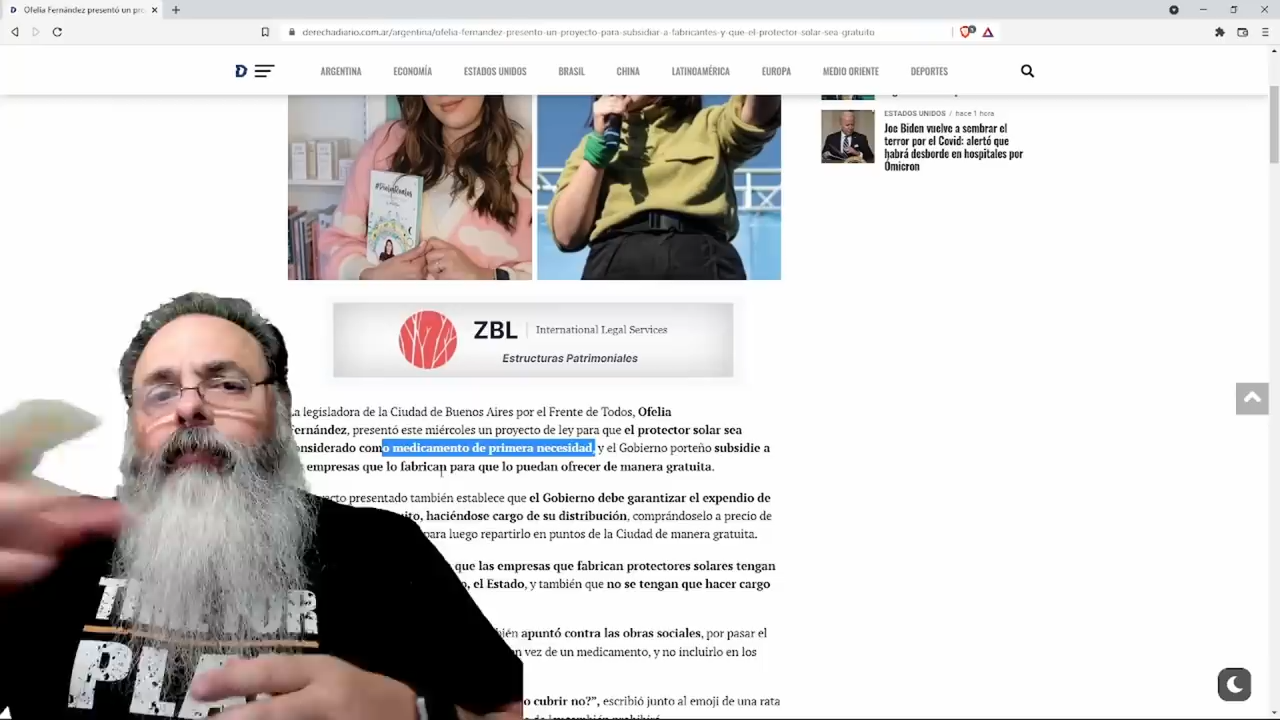 Ofelia Fernández presentó un pro
derechadiario.com.ar/argentina/ofelia-fernandez-presento-un-proyecto-para-subsidiar-a-fabricantes-y-que-el-protector-solar-sea-gratuito
D ARGENTINA ECONOMÍA ESTADOS UNIDOS BRASIL CHINA LATINOAMÉRICA EUROPA MEDIO ORIENTE DEPORTES
ESTADOS UNIDOS / hace 1 hora
Joe Biden vuelve a sembrar el
terror por el Covid: alertó que
habrá desborde en hospitales por
Ómicron
ZBL International Legal Services
Estructuras Patrimoniales
La legisladora de la Ciudad de Buenos Aires por el Frente de Todos, Ofelia
Fernández, presentó este miércoles un proyecto de ley para que el protector solar sea
considerado como medicamento de primera necesidad, y el Gobierno porteño subsidie a
empresas que lo fabrican para que lo puedan ofrecer de manera gratuita.
presentado también establece que el Gobierno debe garantizar el expendio de
haciéndose cargo de su distribución, comprándoselo a precio de
para luego repartirlo en puntos de la Ciudad de manera gratuita.
que las empresas que fabrican protectores solares tengan
el Estado, y también que no se tengan que hacer cargo
apuntó contra las obras sociales, por pasar el
vez de un medicamento, y no incluirlo en los
cubrir no?", escribió junto al emoji de una rata